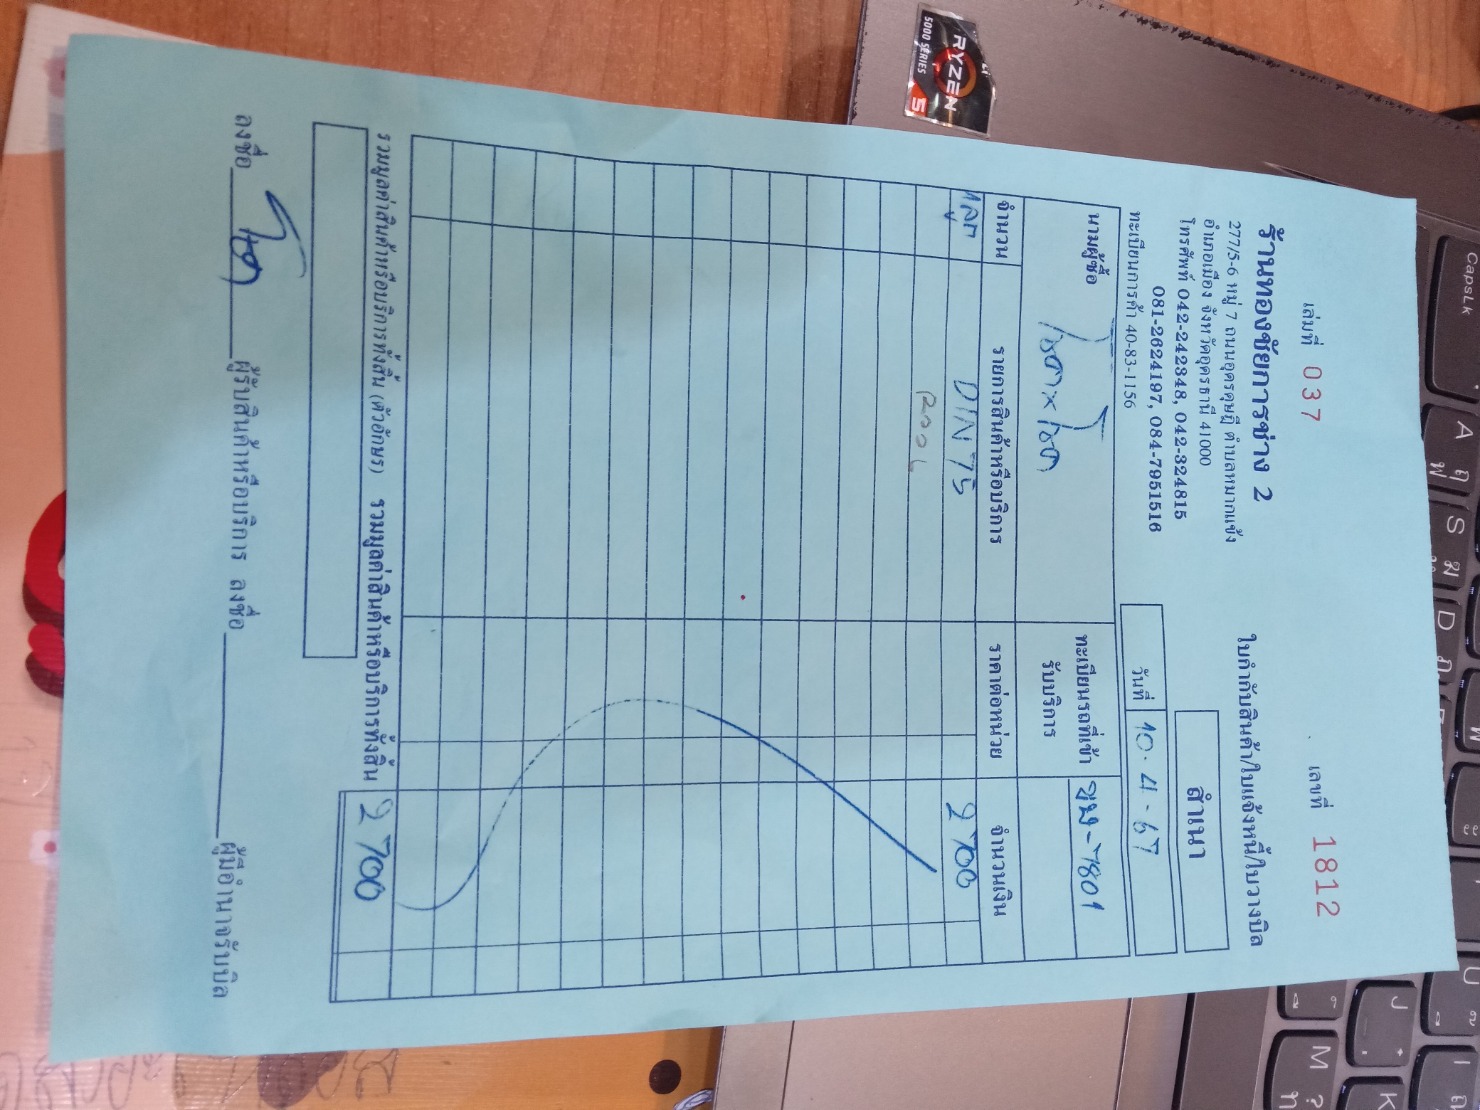 เล่มที่ 037
เลขที่ 1812
ร้านทองชัยการช่าง 2
ใบกำกับสินค้า/ใบแจ้งหนี้/ใบวางบิล
277/5-6 หมู่ 7 ถนนอุดรดุษฎี ตำบลหมากแข้ง
อำเภอเมือง จังหวัดอุดรธานี 41000
สำเนา
โทรศัพท์ 042-242348, 042-324815
081-2624197, 084-7951516
ทะเบียนการค้า 40-83-1156
วันที่ 10-4-67
นามผู้ซื้อ
ทะเบียนรถที่เข้ารับบริการ
-7801
จำนวน รายการสินค้าหรือบริการ ราคาต่อหน่วย จำนวนเงิน
1ลูก DIN 75 2700
รวมมูลค่าสินค้าหรือบริการทั้งสิ้น (ตัวอักษร) รวมมูลค่าสินค้าหรือบริการทั้งสิ้น 2700
ลงชื่อ ผู้รับสินค้าหรือบริการ ลงชื่อ ผู้มีอำนาจรับบิล
RYZEN
5
5000 SERIES
CapsLk
A
S
D
J
K
M